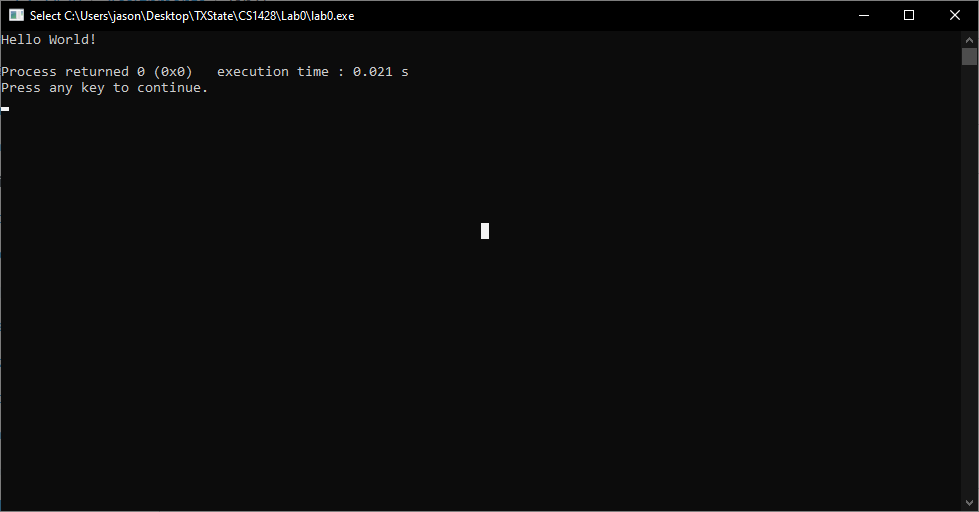 Select C:\Users\jason\Desktop\TXState\CS1428\Lab0\lab0.exe
Hello World!
Process returned 0 (0x0)   execution time : 0.021 s
Press any key to continue.